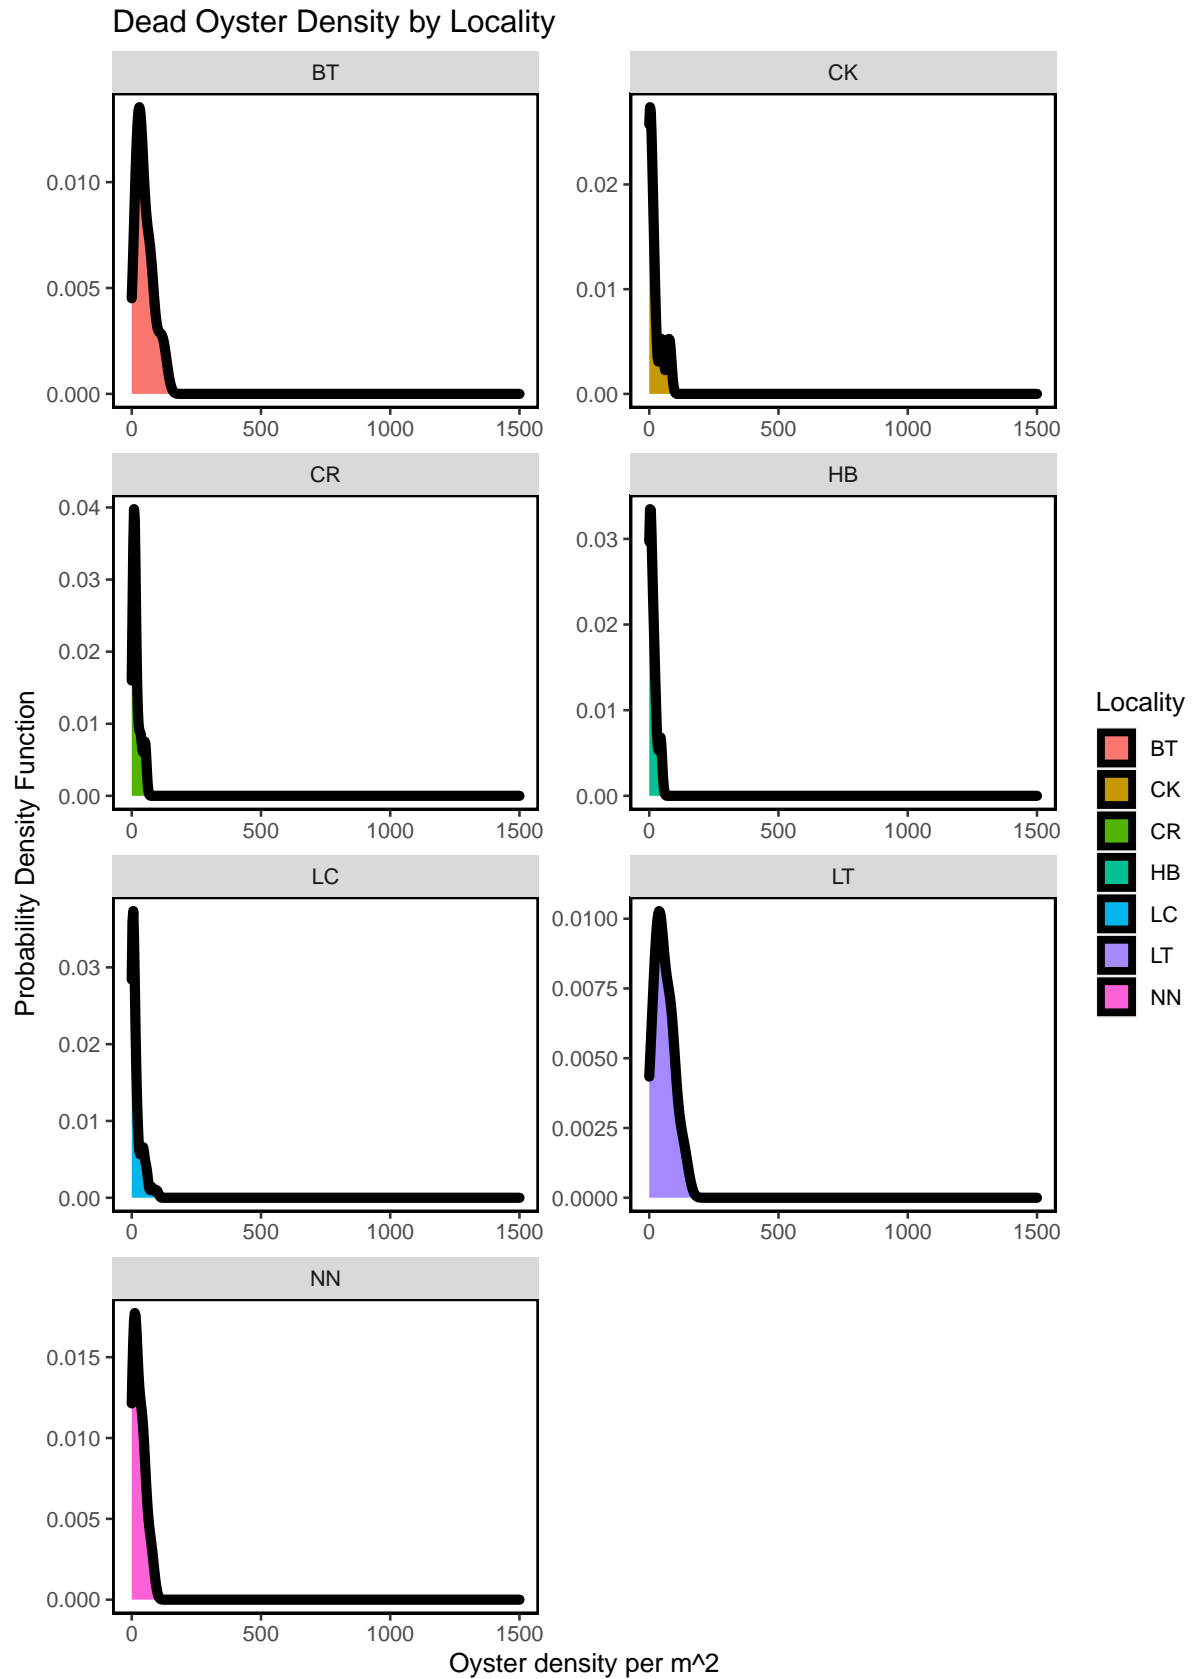 Dead Oyster Density by Locality
BT
CK
0.010
0.005
0.000
0 500 1000 1500
0.02
0.01
0.00
0 500 1000 1500
CR
HB
0.04
0.03
0.02
0.01
0.00
0 500 1000 1500
0.03
0.02
0.01
0.00
0 500 1000 1500
LC
LT
0.03
0.02
0.01
0.00
0 500 1000 1500
0.0100
0.0075
0.0050
0.0025
0.0000
0 500 1000 1500
NN
0.015
0.010
0.005
0.000
0 500 1000 1500
Probability Density Function
Oyster density per m^2
Locality
BT
CK
CR
HB
LC
LT
NN